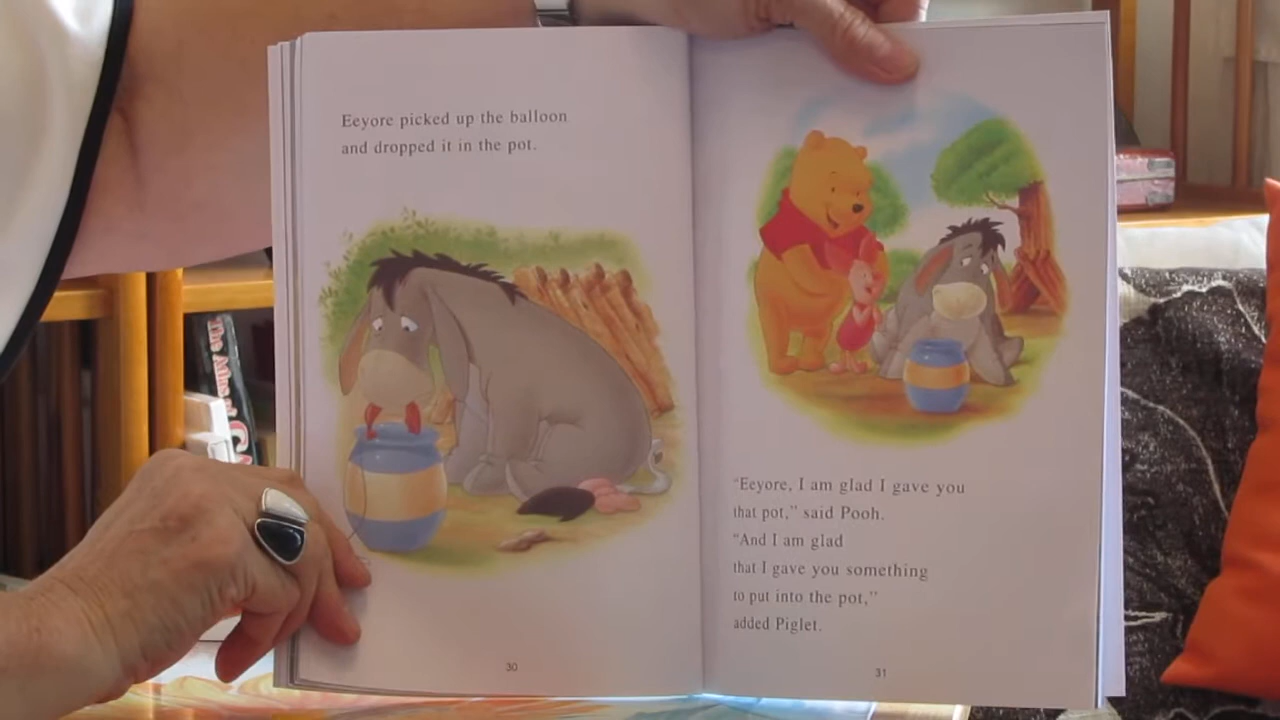 Eeyore picked up the balloon
and dropped it in the pot.
30
"Eeyore, I am glad I gave you
that pot," said Pooh.
"And I am glad
that I gave you something
to put into the pot,"
added Piglet.
31